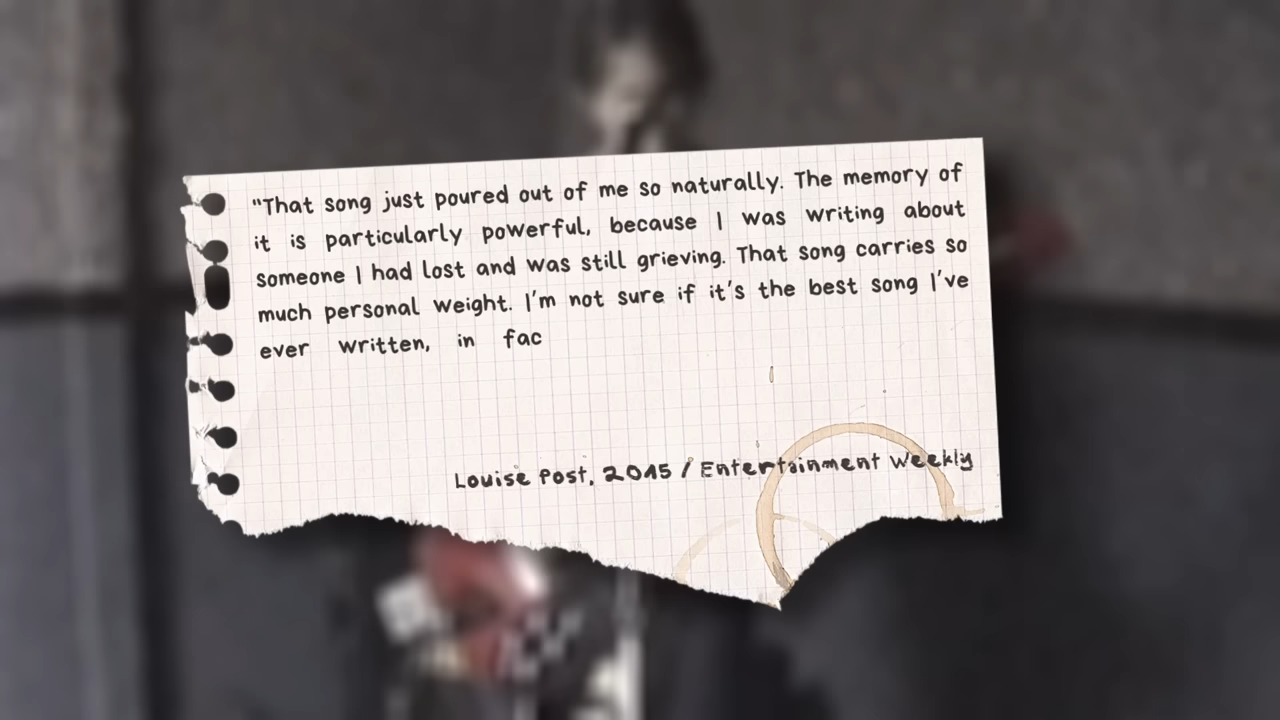 "That song just poured out of me so naturally. The memory of
it is particularly powerful, because I was writing about
someone I had lost and was still grieving. That song carries so
much personal weight. I'm not sure if it's the best song I've
ever written, in fac
Louise Post, 2015 / Entertainment Weekly